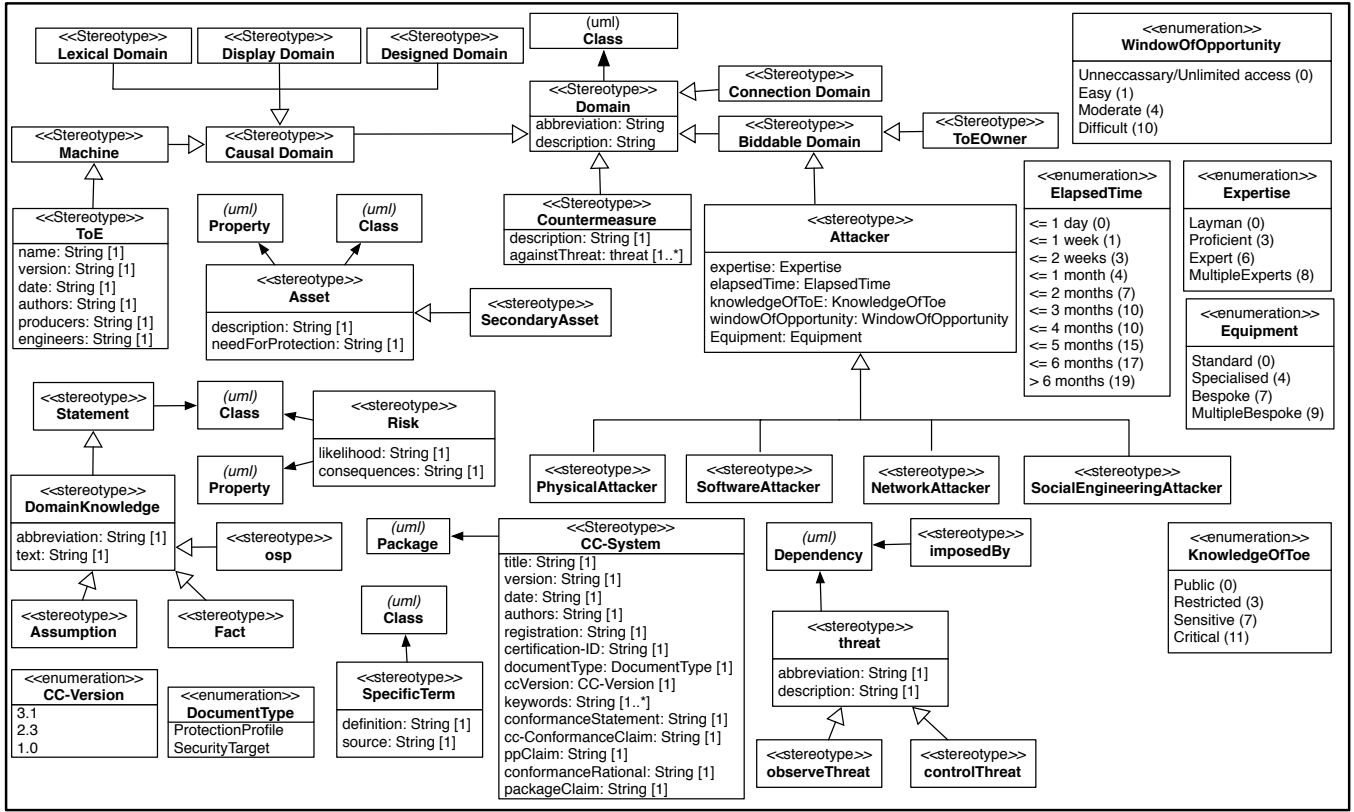 <<Stereotype>>
Lexical Domain
<<Stereotype>>
Display Domain
<<Stereotype>>
Designed Domain
(uml)
Class
<<enumeration>>
WindowOfOpportunity
Unneccassary/Unlimited access (0)
Easy (1)
Moderate (4)
Difficult (10)
<<Stereotype>>
Machine
<<Stereotype>>
Causal Domain
<<Stereotype>>
Domain
abbreviation: String
description: String
<<Stereotype>>
Connection Domain
<<Stereotype>>
Biddable Domain
<<Stereotype>>
ToEOwner
<<Stereotype>>
ToE
name: String [1]
version: String [1]
date: String [1]
authors: String [1]
producers: String [1]
engineers: String [1]
(uml)
Property
(uml)
Class
<<stereotype>>
Asset
description: String [1]
needForProtection: String [1]
<<stereotype>>
SecondaryAsset
<<Stereotype>>
Countermeasure
description: String [1]
againstThreat: threat [1..*]
<<stereotype>>
Attacker
expertise: Expertise
elapsedTime: ElapsedTime
knowledgeOfToE: KnowledgeOfToe
windowOfOpportunity: WindowOfOpportunity
Equipment: Equipment
<<enumeration>>
ElapsedTime
<= 1 day (0)
<= 1 week (1)
<= 2 weeks (3)
<= 1 month (4)
<= 2 months (7)
<= 3 months (10)
<= 4 months (10)
<= 5 months (15)
<= 6 months (17)
> 6 months (19)
<<enumeration>>
Expertise
Layman (0)
Proficient (3)
Expert (6)
MultipleExperts (8)
<<enumeration>>
Equipment
Standard (0)
Specialised (4)
Bespoke (7)
MultipleBespoke (9)
<<stereotype>>
Statement
(uml)
Class
<<stereotype>>
Risk
likelihood: String [1]
consequences: String [1]
(uml)
Property
<<stereotype>>
PhysicalAttacker
<<stereotype>>
SoftwareAttacker
<<stereotype>>
NetworkAttacker
<<stereotype>>
SocialEngineeringAttacker
<<stereotype>>
DomainKnowledge
abbreviation: String [1]
text: String [1]
<<stereotype>>
osp
<<stereotype>>
Assumption
<<stereotype>>
Fact
(uml)
Package
<<Stereotype>>
CC-System
title: String [1]
version: String [1]
date: String [1]
authors: String [1]
registration: String [1]
certification-ID: String [1]
documentType: DocumentType [1]
ccVersion: CC-Version [1]
keywords: String [1..*]
conformanceStatement: String [1]
cc-ConformanceClaim: String [1]
ppClaim: String [1]
conformanceRational: String [1]
packageClaim: String [1]
(uml)
Dependency
<<stereotype>>
imposedBy
<<enumeration>>
KnowledgeOfToe
Public (0)
Restricted (3)
Sensitive (7)
Critical (11)
(uml)
Class
<<stereotype>>
SpecificTerm
definition: String [1]
source: String [1]
<<stereotype>>
threat
abbreviation: String [1]
description: String [1]
<<enumeration>>
CC-Version
3.1
2.3
1.0
<<enumeration>>
DocumentType
ProtectionProfile
SecurityTarget
<<stereotype>>
observeThreat
<<stereotype>>
controlThreat